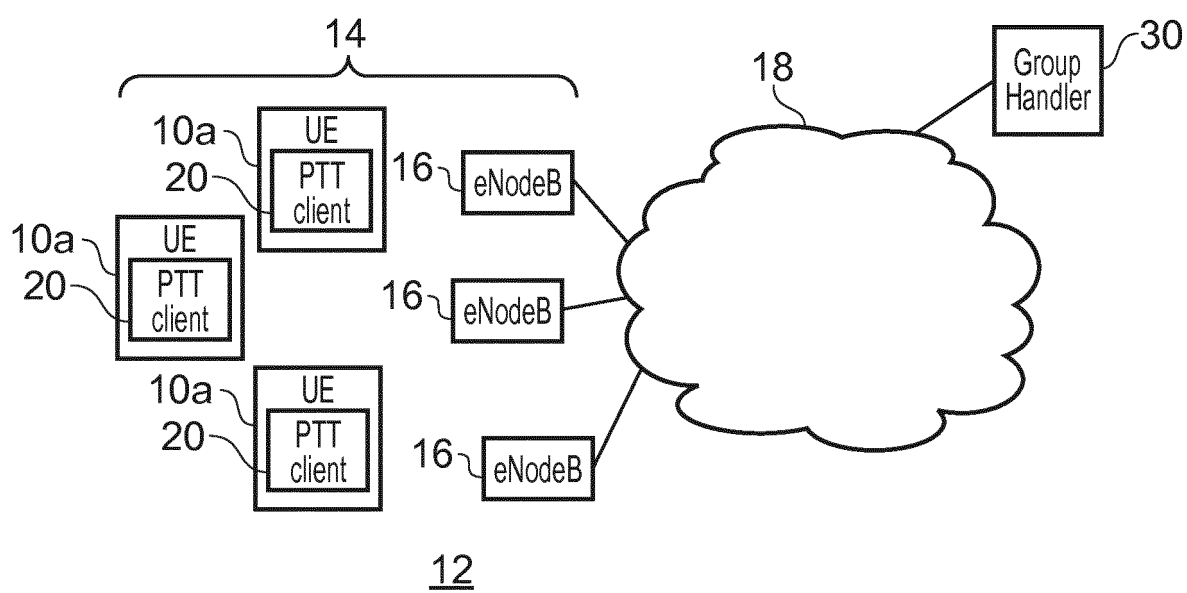 14
30
Group
Handler
18
10a
UE
20
PTT
client
16
eNodeB
10a
UE
20
PTT
client
16
eNodeB
10a
UE
20
PTT
client
16
eNodeB
12